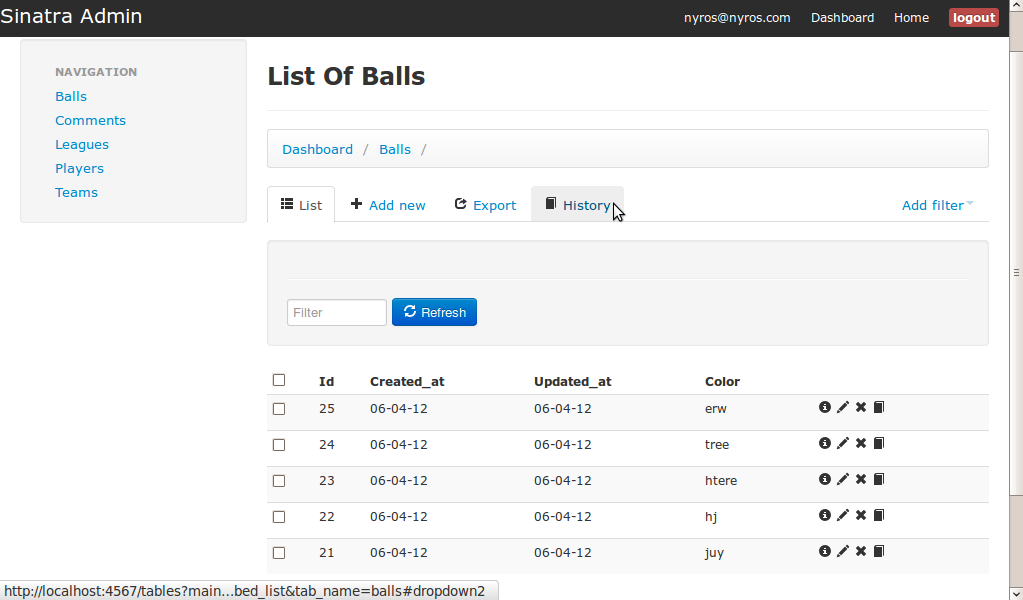 Sinatra Admin
nyros@nyros.com Dashboard Home logout
NAVIGATION
Balls
Comments
Leagues
Players
Teams
List Of Balls
Dashboard / Balls /
List Add new Export History Add filter
Filter Refresh
Id Created_at Updated_at Color
25 06-04-12 06-04-12 erw
24 06-04-12 06-04-12 tree
23 06-04-12 06-04-12 htere
22 06-04-12 06-04-12 hj
21 06-04-12 06-04-12 juy
http://localhost:4567/tables?main...bed_list&tab_name=balls#dropdown2